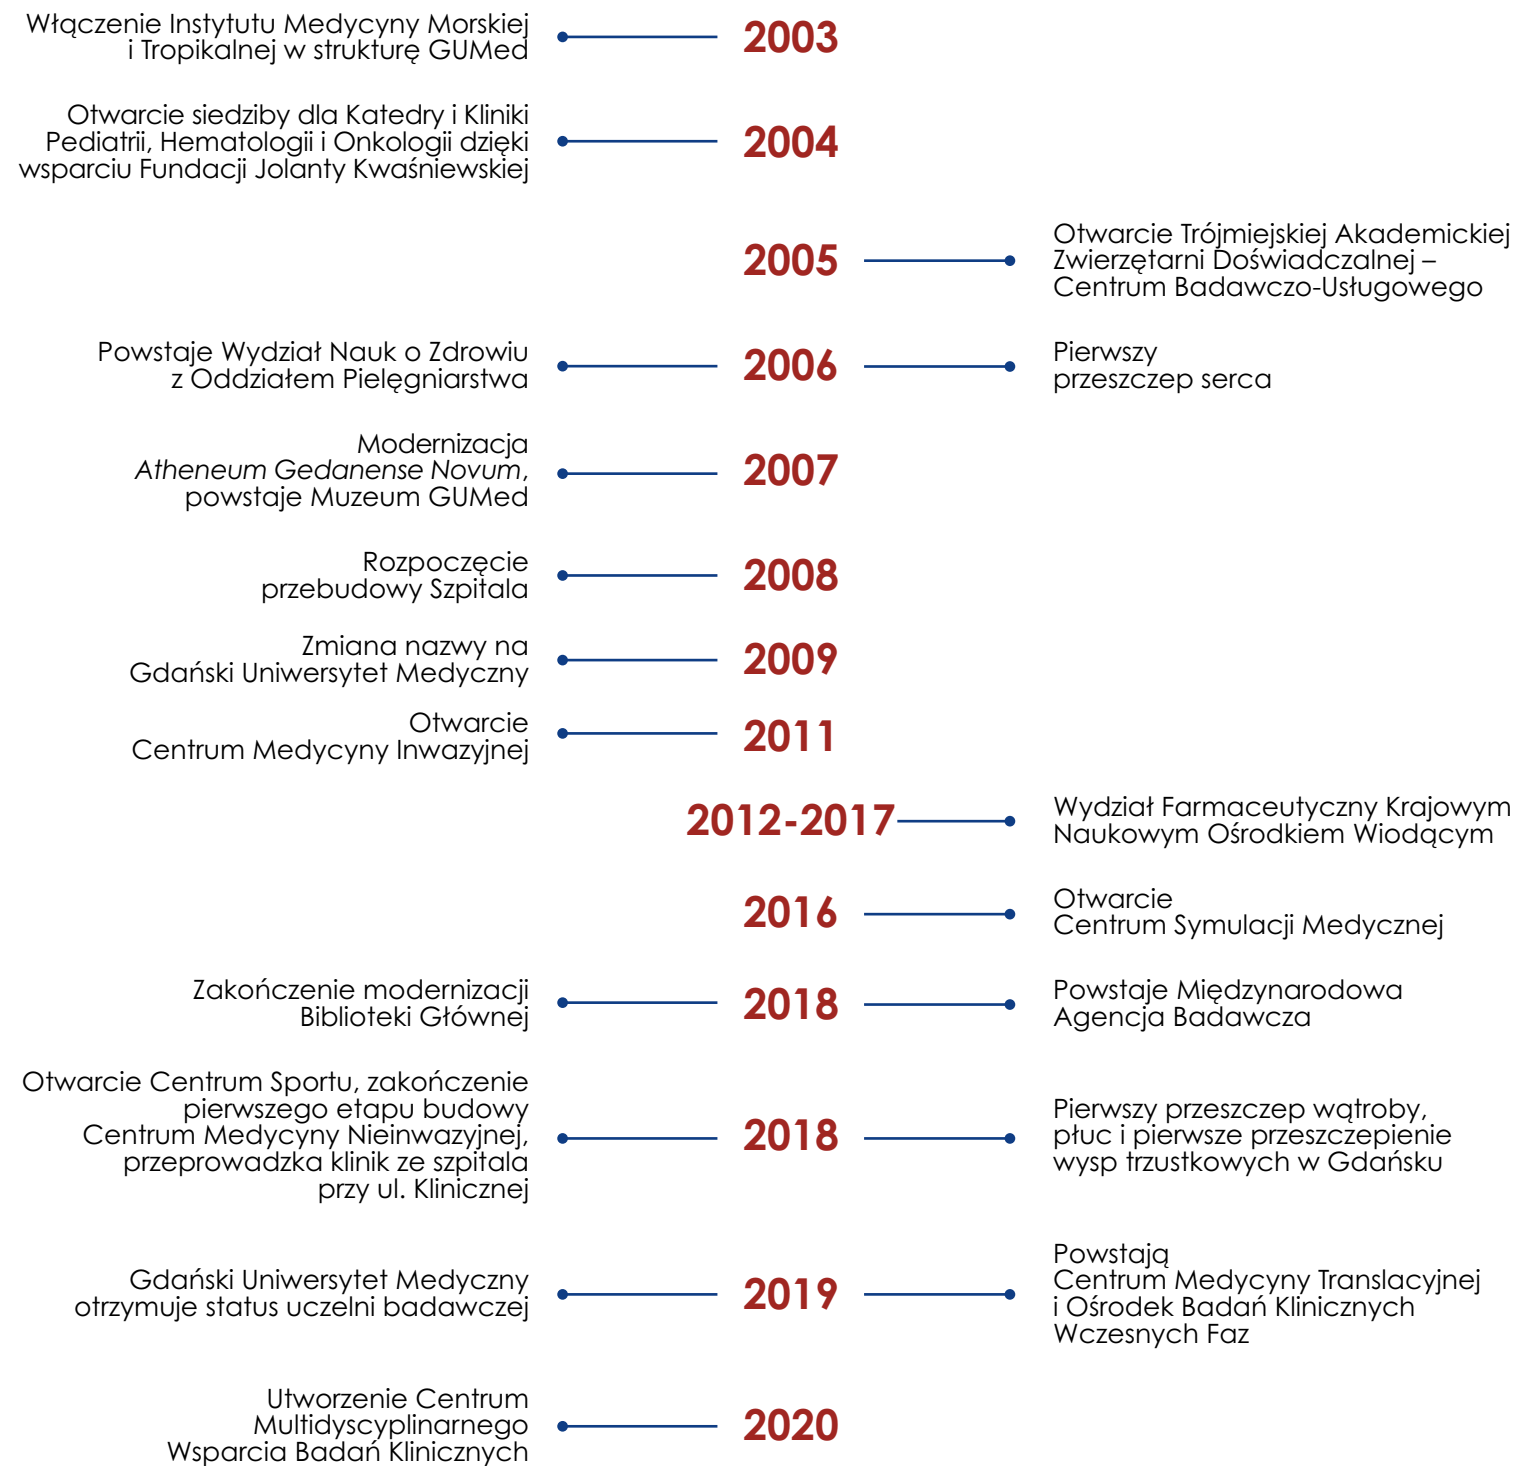 Włączenie Instytutu Medycyny Morskiej
i Tropikalnej w strukturę GUMed
2003
Otwarcie siedziby dla Katedry i Kliniki
Pediatrii, Hematologii i Onkologii dzięki
wsparciu Fundacji Jolanty Kwaśniewskiej
2004
2005
Otwarcie Trójmiejskiej Akademickiej
Zwierzętarni Doświadczalnej –
Centrum Badawczo-Usługowego
Powstaje Wydział Nauk o Zdrowiu
z Oddziałem Pielęgniarstwa
2006
Pierwszy
przeszczep serca
Modernizacja
Atheneum Gedanense Novum,
powstaje Muzeum GUMed
2007
Rozpoczęcie
przebudowy Szpitala
2008
Zmiana nazwy na
Gdański Uniwersytet Medyczny
2009
Otwarcie
Centrum Medycyny Inwazyjnej
2011
2012-2017
Wydział Farmaceutyczny Krajowym
Naukowym Ośrodkiem Wiodącym
2016
Otwarcie
Centrum Symulacji Medycznej
Zakończenie modernizacji
Biblioteki Głównej
2018
Powstaje Międzynarodowa
Agencja Badawcza
Otwarcie Centrum Sportu, zakończenie
pierwszego etapu budowy
Centrum Medycyny Nieinwazyjnej,
przeprowadzka klinik ze szpitala
przy ul. Klinicznej
2018
Pierwszy przeszczep wątroby,
płuc i pierwsze przeszczepienie
wysp trzustkowych w Gdańsku
Gdański Uniwersytet Medyczny
otrzymuje status uczelni badawczej
2019
Powstają
Centrum Medycyny Translacyjnej
i Ośrodek Badań Klinicznych
Wczesnych Faz
Utworzenie Centrum
Multidyscyplinarnego
Wsparcia Badań Klinicznych
2020